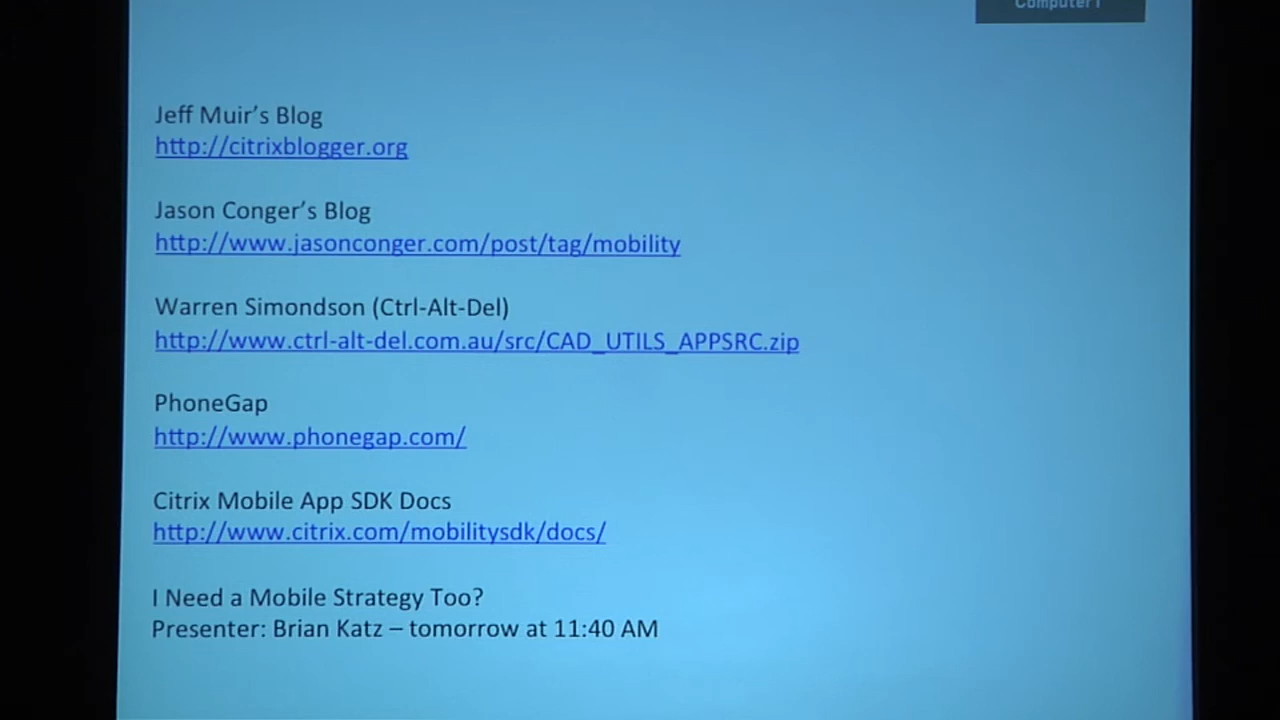 Computer1
Jeff Muir’s Blog
http://citrixblogger.org
Jason Conger’s Blog
http://www.jasonconger.com/post/tag/mobility
Warren Simondson (Ctrl-Alt-Del)
http://www.ctrl-alt-del.com.au/src/CAD_UTILS_APPSRC.zip
PhoneGap
http://www.phonegap.com/
Citrix Mobile App SDK Docs
http://www.citrix.com/mobilitysdk/docs/
I Need a Mobile Strategy Too?
Presenter: Brian Katz – tomorrow at 11:40 AM